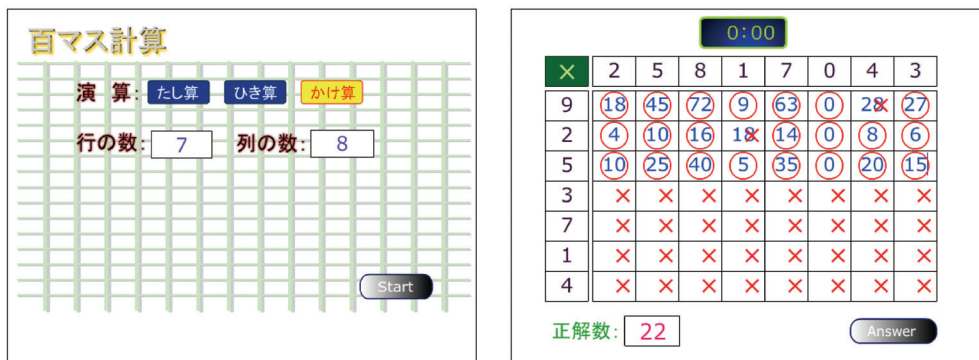 百マス計算
演 算: たし算 ひき算 かけ算
行の数: 7 列の数: 8
Start
0:00
× 2 5 8 1 7 0 4 3
9 18 45 72 9 63 0 28 27
2 4 10 16 18 14 0 8 6
5 10 25 40 5 35 0 20 15
3 × × × × × × × ×
7 × × × × × × × ×
1 × × × × × × × ×
4 × × × × × × × ×
正解数: 22
Answer